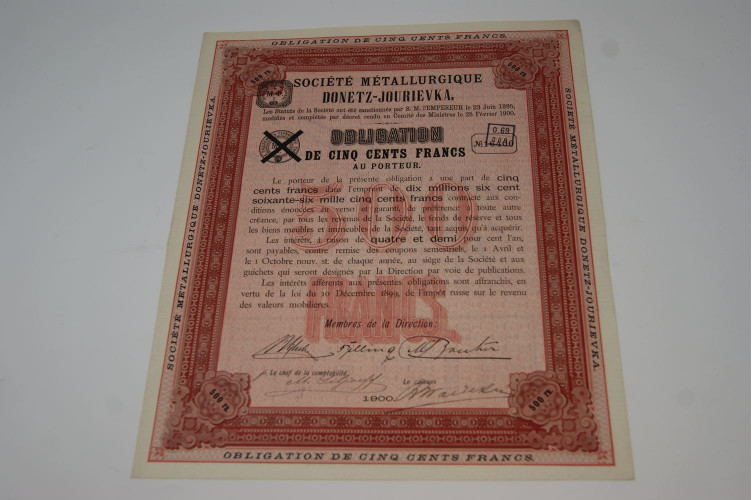 OBLIGATION DE CINQ CENTS FRANCS.
500 Fr.
500 Fr.
SOCIÉTÉ MÉTALLURGIQUE
DONETZ-JOURIEVKA.
Les Statuts de la Société ont été sanctionnés par S. M. l'EMPEREUR le 23 Juin 1895,
modifiés et complétés par décret rendu en Comité des Ministres le 25 Février 1900.
OBLIGATION
0.69
DE CINQ CENTS FRANCS
№
AU PORTEUR.
Le porteur de la présente obligation a une part de cinq
cents francs dans l'emprunt de dix millions six cent
soixante-six mille cinq cents francs contracté aux con-
ditions énoncées au verso et garanti, de préférence à toute autre
créance, par tous les revenus de la Société, le fonds de réserve et tous
les biens meubles et immeubles de la Société, tant acquis qu'à acquérir.
Les intérêts, à raison de quatre et demi pour cent l'an,
sont payables, contre remise des coupons semestriels, le 1 Avril et
le 1 Octobre nouv. st. de chaque année, au siège de la Société et aux
guichets qui seront désignés par la Direction par voie de publications.
Les intérêts afférents aux présentes obligations sont affranchis, en
vertu de la loi du 10 Décembre 1899, de l'impôt russe sur le revenu
des valeurs mobilières.
500
FRANCS.
Membres de la Direction:
Le chef de la comptabilité
Le caissier
1900.
500 Fr.
500 Fr.
OBLIGATION DE CINQ CENTS FRANCS.
SOCIÉTÉ MÉTALLURGIQUE DONETZ-JOURIEVKA.
SOCIÉTÉ MÉTALLURGIQUE DONETZ-JOURIEVKA.